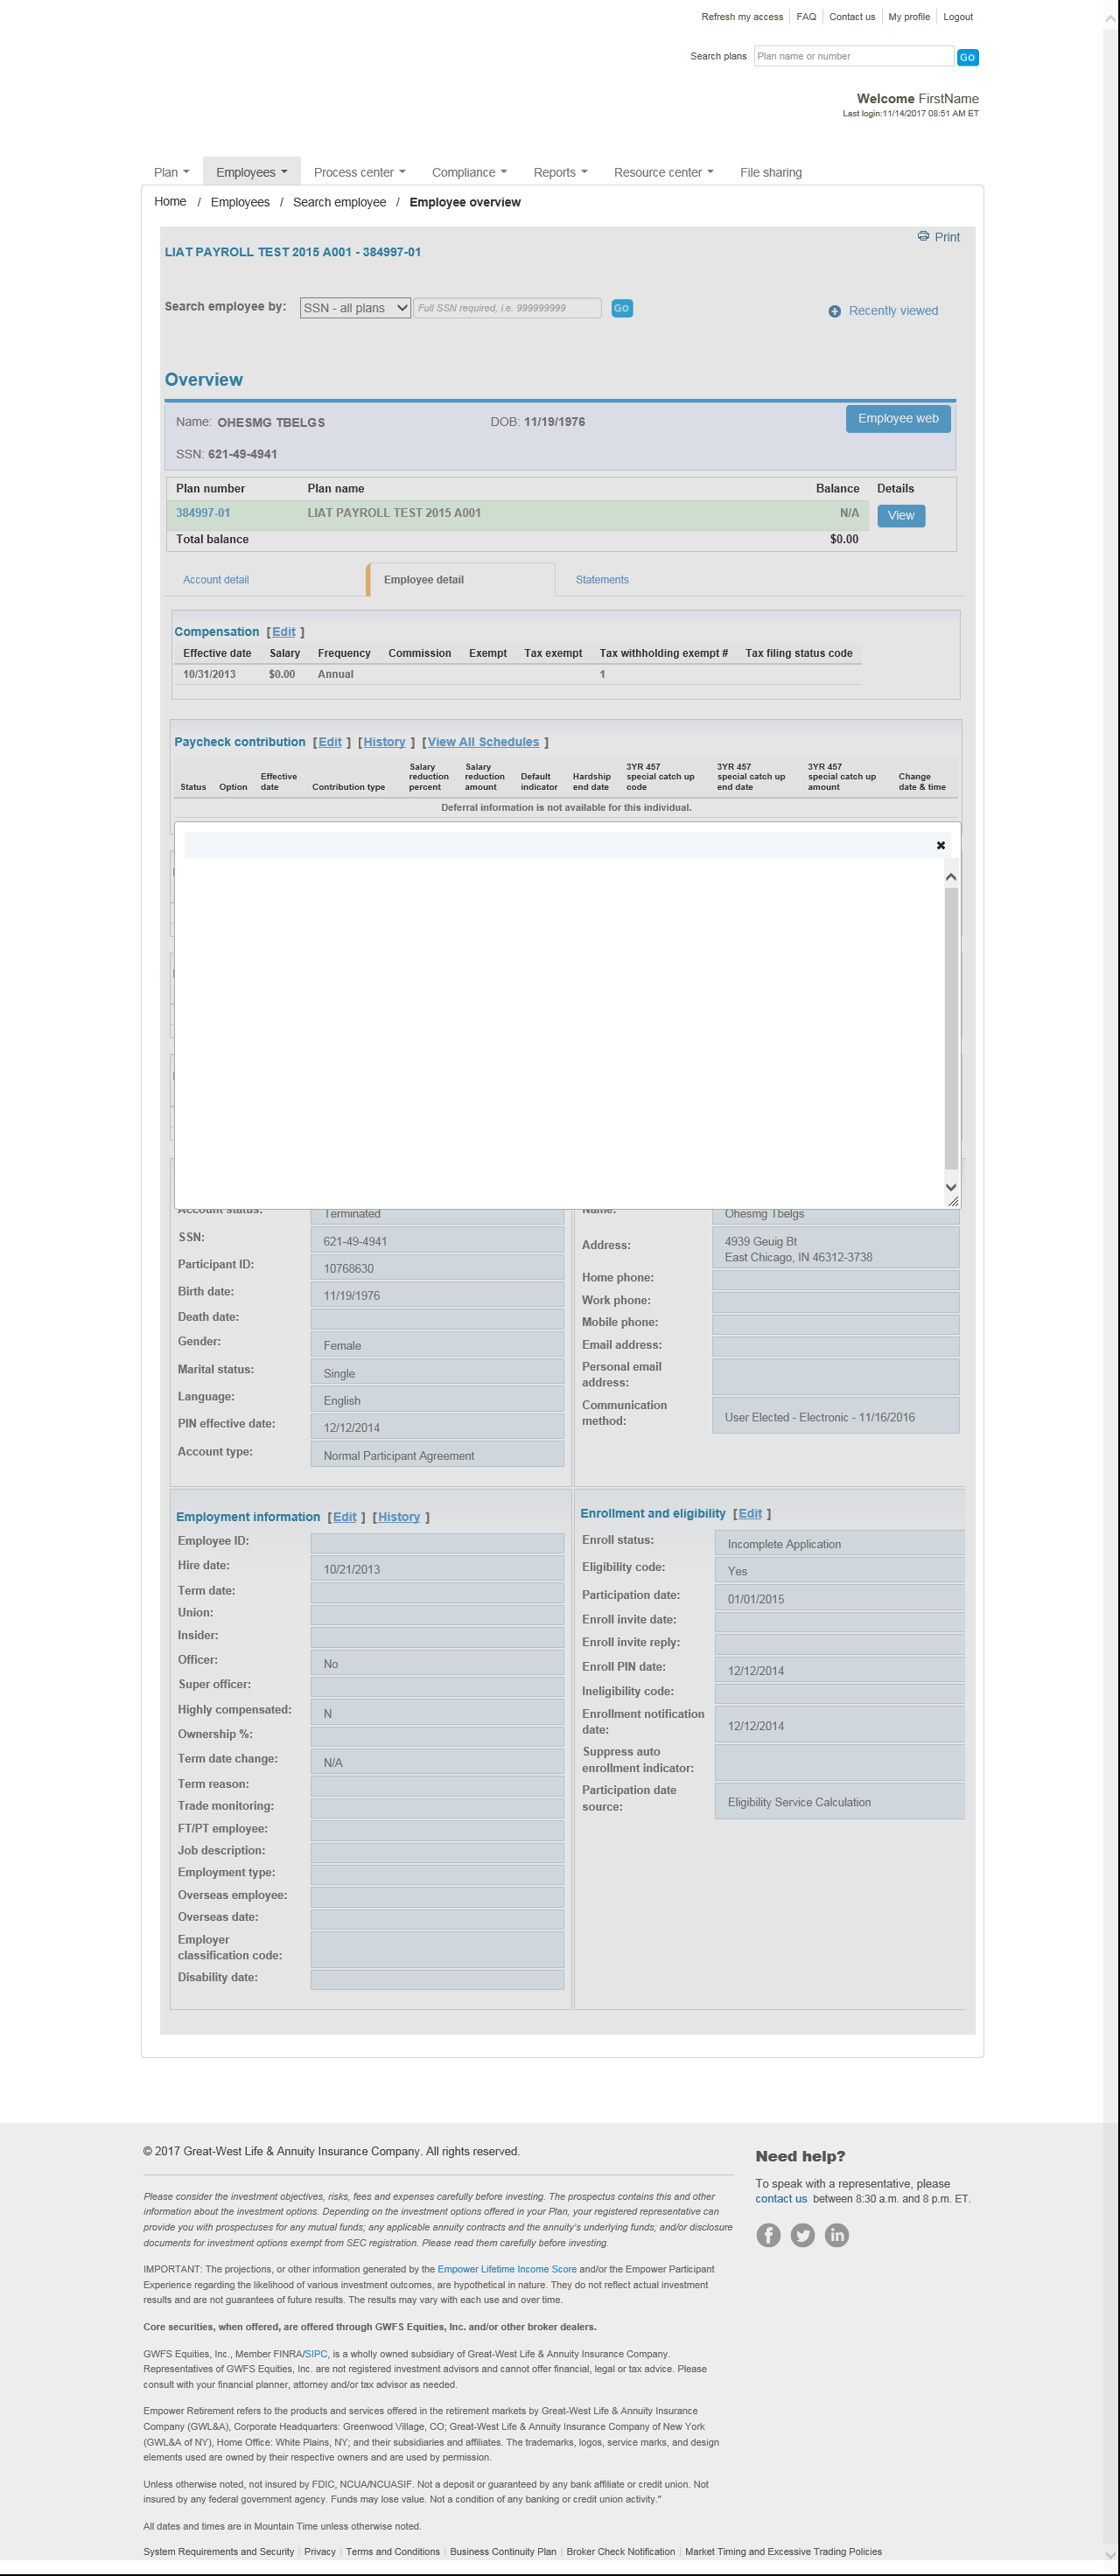 Refresh my access FAQ Contact us My profile Logout
Search plans Plan name or number GO
Welcome FirstName
Last login:11/14/2017 08:51 AM ET
Plan Employees Process center Compliance Reports Resource center File sharing
Home / Employees / Search employee / Employee overview
Print
LIAT PAYROLL TEST 2015 A001 - 384997-01
Search employee by: SSN - all plans Full SSN required, i.e. 999999999 GO
Recently viewed
Overview
Name: OHESMG TBELGS DOB: 11/19/1976 Employee web
SSN: 621-49-4941
Plan number Plan name Balance Details
384997-01 LIAT PAYROLL TEST 2015 A001 N/A View
Total balance $0.00
Account detail Employee detail Statements
Compensation [Edit ]
Effective date Salary Frequency Commission Exempt Tax exempt Tax withholding exempt # Tax filing status code
10/31/2013 $0.00 Annual 1
Paycheck contribution [Edit ] [History ] [View All Schedules ]
Status Option Effective date Contribution type Salary reduction percent Salary reduction amount Default indicator Hardship end date 3YR 457 special catch up code 3YR 457 special catch up end date 3YR 457 special catch up amount Change date & time
Deferral information is not available for this individual.
Account status: Terminated
SSN: 621-49-4941
Participant ID: 10768630
Birth date: 11/19/1976
Death date:
Gender: Female
Marital status: Single
Language: English
PIN effective date: 12/12/2014
Account type: Normal Participant Agreement
Name: Ohesmg Tbelgs
Address: 4939 Geuig Bt
East Chicago, IN 46312-3738
Home phone:
Work phone:
Mobile phone:
Email address:
Personal email
address:
Communication
method: User Elected - Electronic - 11/16/2016
Employment information [Edit ] [History ]
Employee ID:
Hire date: 10/21/2013
Term date:
Union:
Insider:
Officer: No
Super officer:
Highly compensated: N
Ownership %:
Term date change: N/A
Term reason:
Trade monitoring:
FT/PT employee:
Job description:
Employment type:
Overseas employee:
Overseas date:
Employer
classification code:
Disability date:
Enrollment and eligibility [Edit ]
Enroll status: Incomplete Application
Eligibility code: Yes
Participation date: 01/01/2015
Enroll invite date:
Enroll invite reply:
Enroll PIN date: 12/12/2014
Ineligibility code:
Enrollment notification
date: 12/12/2014
Suppress auto
enrollment indicator:
Participation date
source: Eligibility Service Calculation
© 2017 Great-West Life & Annuity Insurance Company. All rights reserved.
Please consider the investment objectives, risks, fees and expenses carefully before investing. The prospectus contains this and other
information about the investment options. Depending on the investment options offered in your Plan, your registered representative can
provide you with prospectuses for any mutual funds; any applicable annuity contracts and the annuity's underlying funds; and/or disclosure
documents for investment options exempt from SEC registration. Please read them carefully before investing.
IMPORTANT: The projections, or other information generated by the Empower Lifetime Income Score and/or the Empower Participant
Experience regarding the likelihood of various investment outcomes, are hypothetical in nature. They do not reflect actual investment
results and are not guarantees of future results. The results may vary with each use and over time.
Core securities, when offered, are offered through GWFS Equities, Inc. and/or other broker dealers.
GWFS Equities, Inc., Member FINRA/SIPC, is a wholly owned subsidiary of Great-West Life & Annuity Insurance Company.
Representatives of GWFS Equities, Inc. are not registered investment advisors and cannot offer financial, legal or tax advice. Please
consult with your financial planner, attorney and/or tax advisor as needed.
Empower Retirement refers to the products and services offered in the retirement markets by Great-West Life & Annuity Insurance
Company (GWL&A), Corporate Headquarters: Greenwood Village, CO; Great-West Life & Annuity Insurance Company of New York
(GWL&A of NY), Home Office: White Plains, NY; and their subsidiaries and affiliates. The trademarks, logos, service marks, and design
elements used are owned by their respective owners and are used by permission.
Unless otherwise noted, not insured by FDIC, NCUA/NCUASIF. Not a deposit or guaranteed by any bank affiliate or credit union. Not
insured by any federal government agency. Funds may lose value. Not a condition of any banking or credit union activity."
All dates and times are in Mountain Time unless otherwise noted.
System Requirements and Security | Privacy | Terms and Conditions | Business Continuity Plan | Broker Check Notification | Market Timing and Excessive Trading Policies
Need help?
To speak with a representative, please
contact us between 8:30 a.m. and 8 p.m. ET.